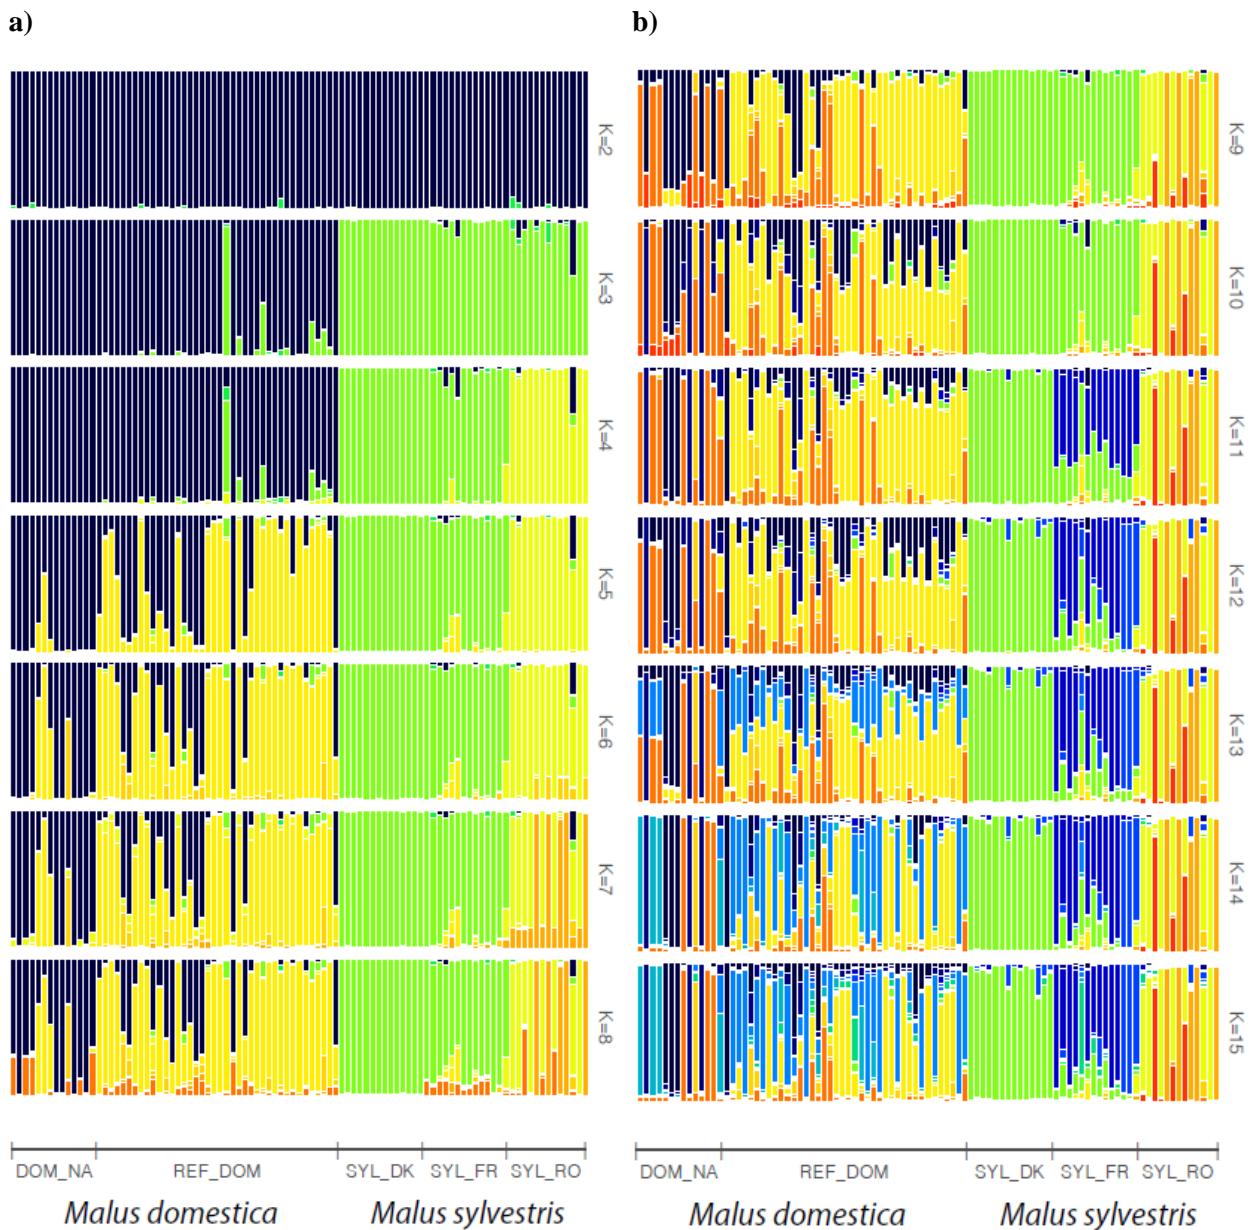 a)
K=2
K=3
K=4
K=5
K=6
K=7
K=8
DOM_NA REF_DOM SYL_DK SYL_FR SYL_RO
Malus domestica Malus sylvestris
b)
K=9
K=10
K=11
K=12
K=13
K=14
K=15
DOM_NA REF_DOM SYL_DK SYL_FR SYL_RO
Malus domestica Malus sylvestris